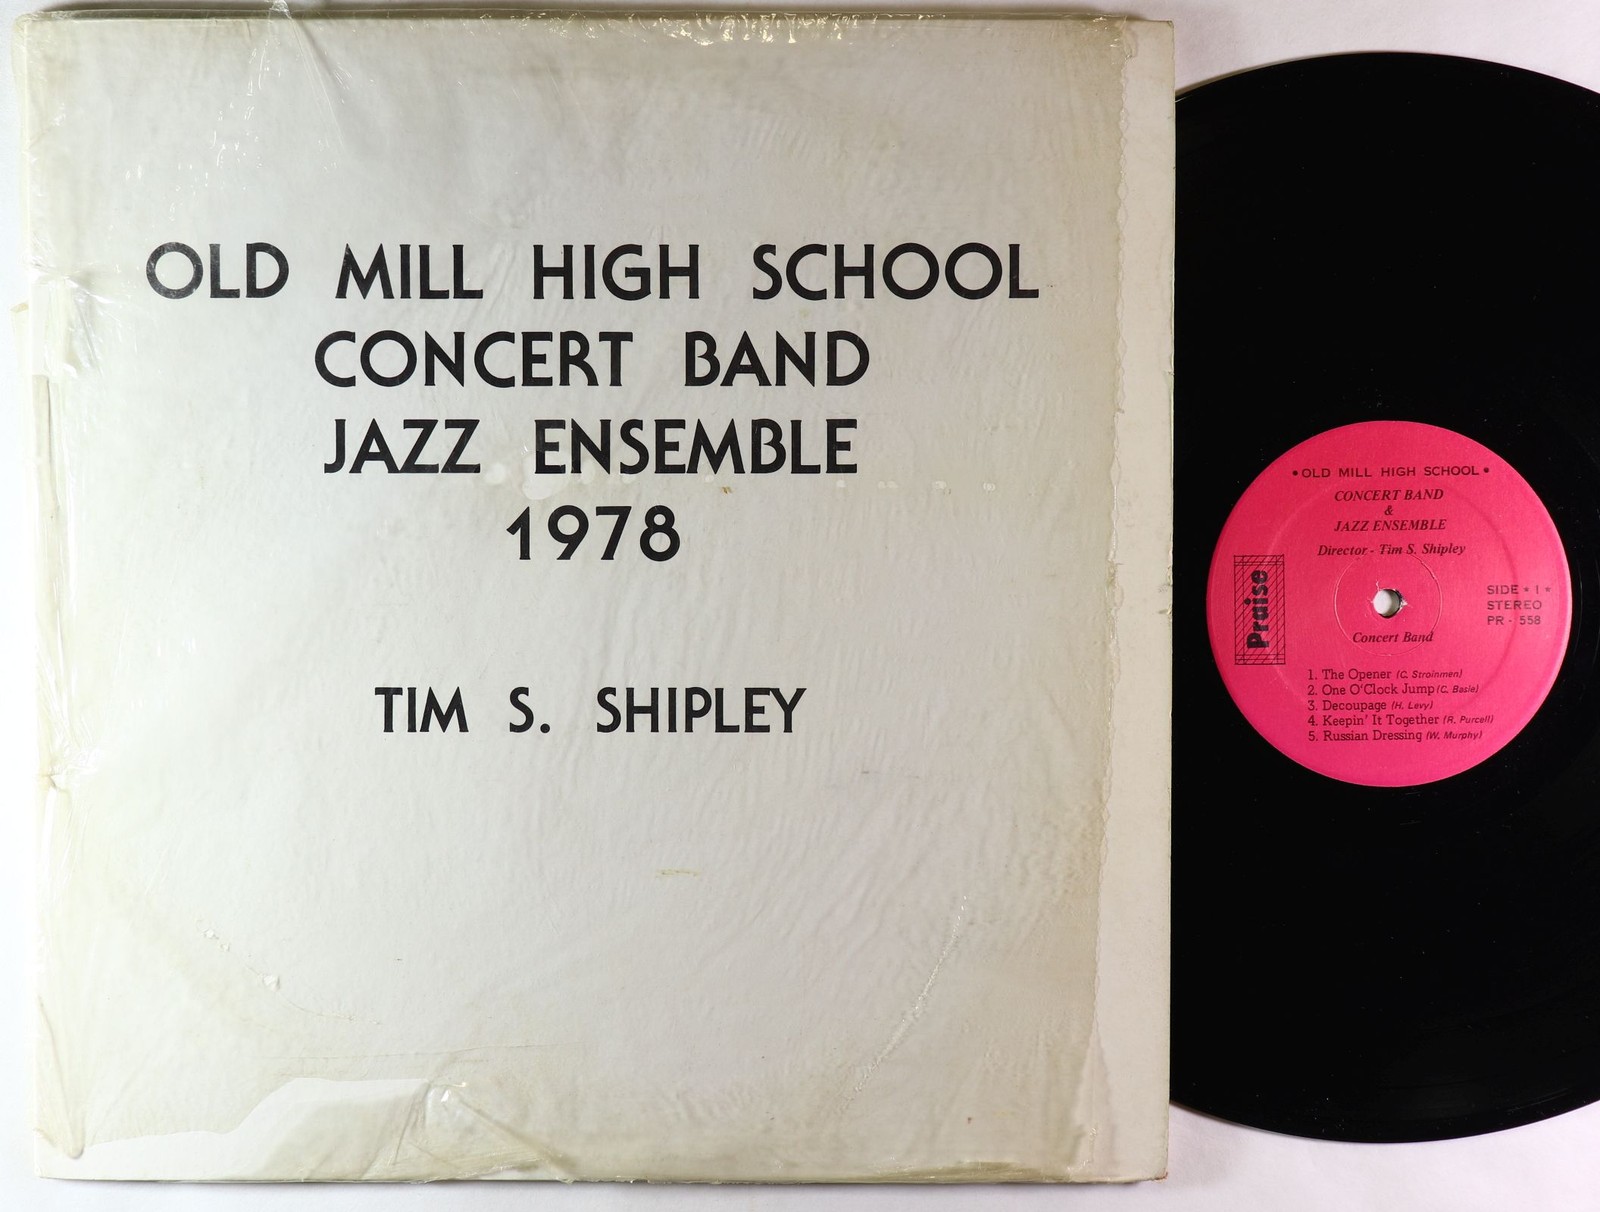 OLD MILL HIGH SCHOOL
CONCERT BAND
JAZZ ENSEMBLE
1978
TIM S. SHIPLEY
•OLD MILL HIGH SCHOOL•
CONCERT BAND
&
JAZZ ENSEMBLE
Director - Tim S. Shipley
Praise
SIDE * 1 *
STEREO
PR - 558
Concert Band
1. The Opener (C. Stroinmen)
2. One O'Clock Jump (C. Basie)
3. Decoupage (H. Levy)
4. Keepin' It Together (R. Purcell)
5. Russian Dressing (W. Murphy)